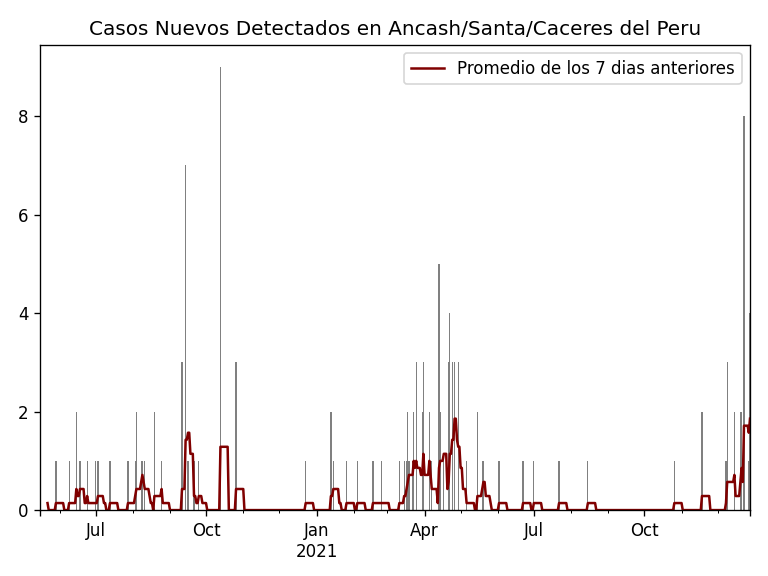 Casos Nuevos Detectados en Ancash/Santa/Caceres del Peru
Promedio de los 7 dias anteriores
8
6
4
2
0
Jul
Oct
Jan
2021
Apr
Jul
Oct